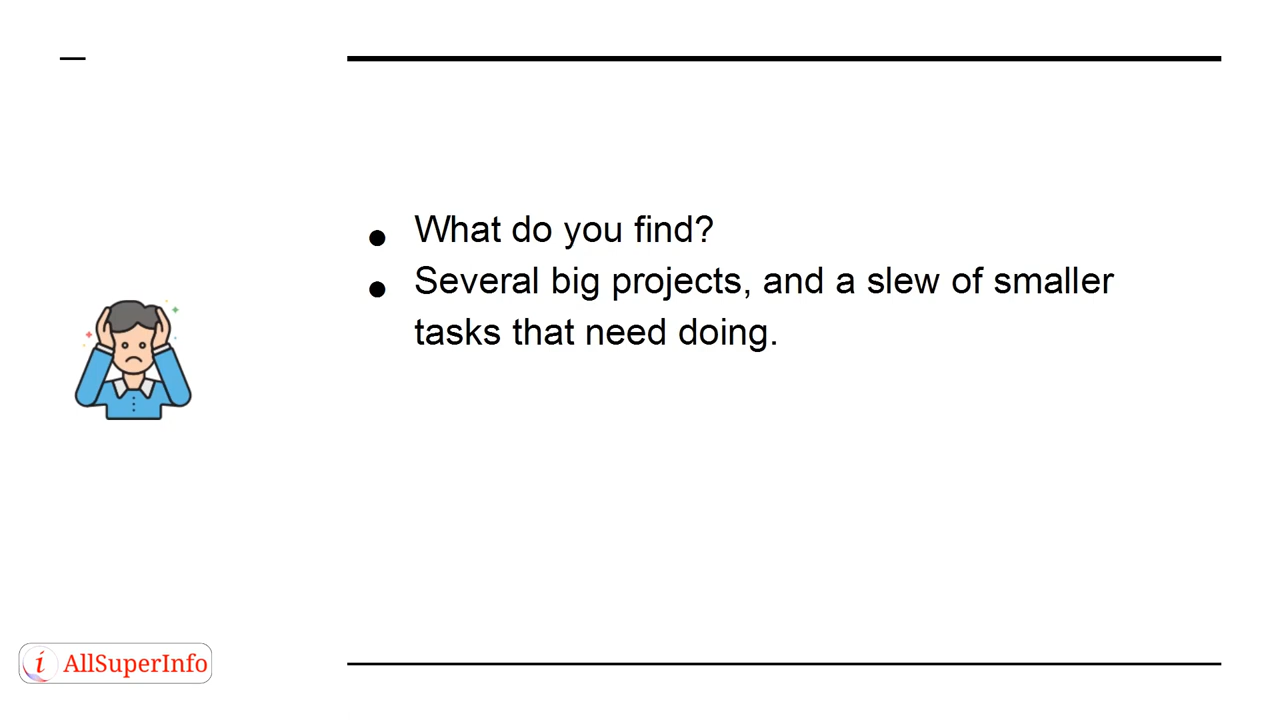 ● What do you find?
● Several big projects, and a slew of smaller
tasks that need doing.
i AllSuperInfo